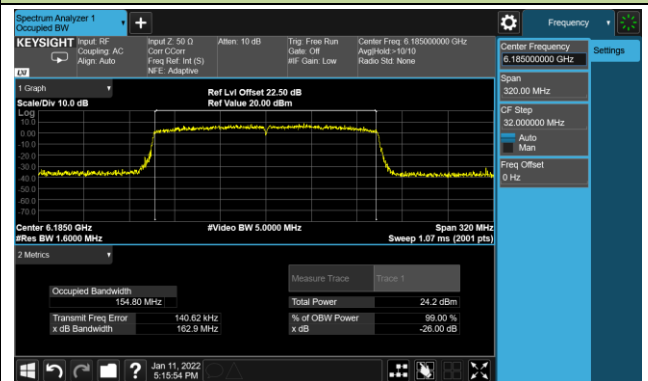 Spectrum Analyzer 1
Occupied BW
Frequency
KEYSIGHT
Input: RF
Coupling: AC
Align: Auto
Input Z: 50 Ω
Corr CCorr
Freq Ref: Int (S)
NFE: Adaptive
Atten: 10 dB
Trig: Free Run
Gate: Off
#IF Gain: Low
Center Freq: 6.185000000 GHz
Avg|Hold:>10/10
Radio Std: None
LXI
Center Frequency
6.185000000 GHz
Settings
Span
320.00 MHz
CF Step
32.000000 MHz
Auto
Man
Freq Offset
0 Hz
1 Graph
Scale/Div 10.0 dB
Ref Lvl Offset 22.50 dB
Ref Value 20.00 dBm
Log
10.0
0.00
-10.0
-20.0
-30.0
-40.0
-50.0
-60.0
-70.0
Center 6.1850 GHz
#Res BW 1.6000 MHz
#Video BW 5.0000 MHz
Span 320 MHz
Sweep 1.07 ms (2001 pts)
2 Metrics
Measure Trace
Trace 1
Occupied Bandwidth
154.80 MHz
Total Power
24.2 dBm
Transmit Freq Error
140.62 kHz
% of OBW Power
99.00 %
x dB Bandwidth
162.9 MHz
x dB
-26.00 dB
?
Jan 11, 2022
5:15:54 PM